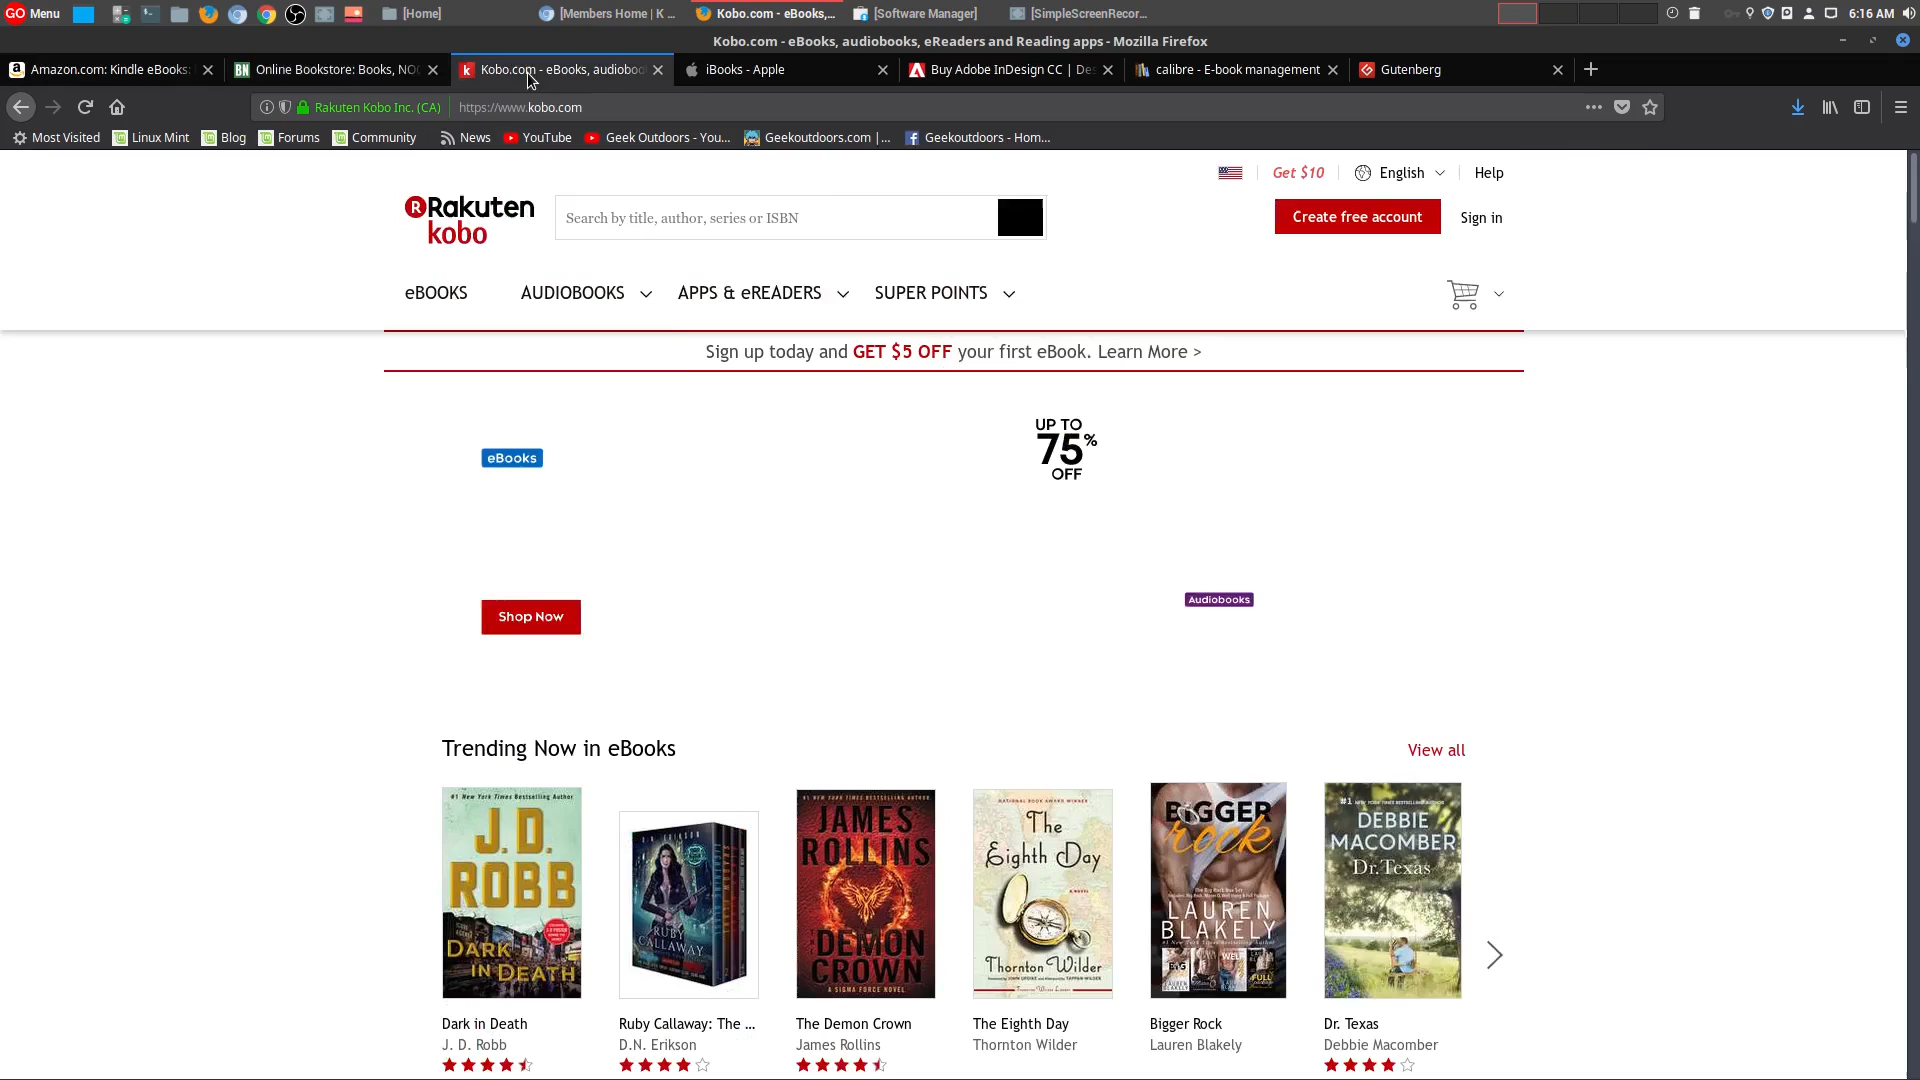 GO Menu [Home] [Members Home | K ... Kobo.com - eBooks,... [Software Manager] [SimpleScreenRecor... 6:16 AM
Kobo.com - eBooks, audiobooks, eReaders and Reading apps - Mozilla Firefox
Amazon.com: Kindle eBooks: BN Online Bookstore: Books, NO k Kobo.com - eBooks, audioboo iBooks - Apple Buy Adobe InDesign CC | De calibre - E-book management Gutenberg
Rakuten Kobo Inc. (CA) https://www.kobo.com
Most Visited Linux Mint Blog Forums Community News YouTube Geek Outdoors - You... Geekoutdoors.com |... Geekoutdoors - Hom...
Get $10 English Help
Rakuten
kobo
Search by title, author, series or ISBN
Create free account Sign in
eBOOKS AUDIOBOOKS APPS & eREADERS SUPER POINTS
Sign up today and GET $5 OFF your first eBook. Learn More >
UP TO
75%
OFF
eBooks
Audiobooks
Shop Now
Trending Now in eBooks View all
#1 New York Times Bestselling Author
J.D.
ROBB
DARK
IN DEATH
RUBY
CALLAWAY
#1 NEW YORK TIMES BESTSELLING AUTHOR
JAMES
ROLLINS
THE
DEMON
CROWN
A SIGMA FORCE NOVEL
NATIONAL BOOK AWARD WINNER
The
Eighth Day
A NOVEL
Thornton Wilder
BIGGER
rock
LAUREN
BLAKELY
#1 NEW YORK TIMES BESTSELLING AUTHOR
DEBBIE
MACOMBER
Dr. Texas
Dark in Death
J. D. Robb
Ruby Callaway: The ...
D.N. Erikson
The Demon Crown
James Rollins
The Eighth Day
Thornton Wilder
Bigger Rock
Lauren Blakely
Dr. Texas
Debbie Macomber